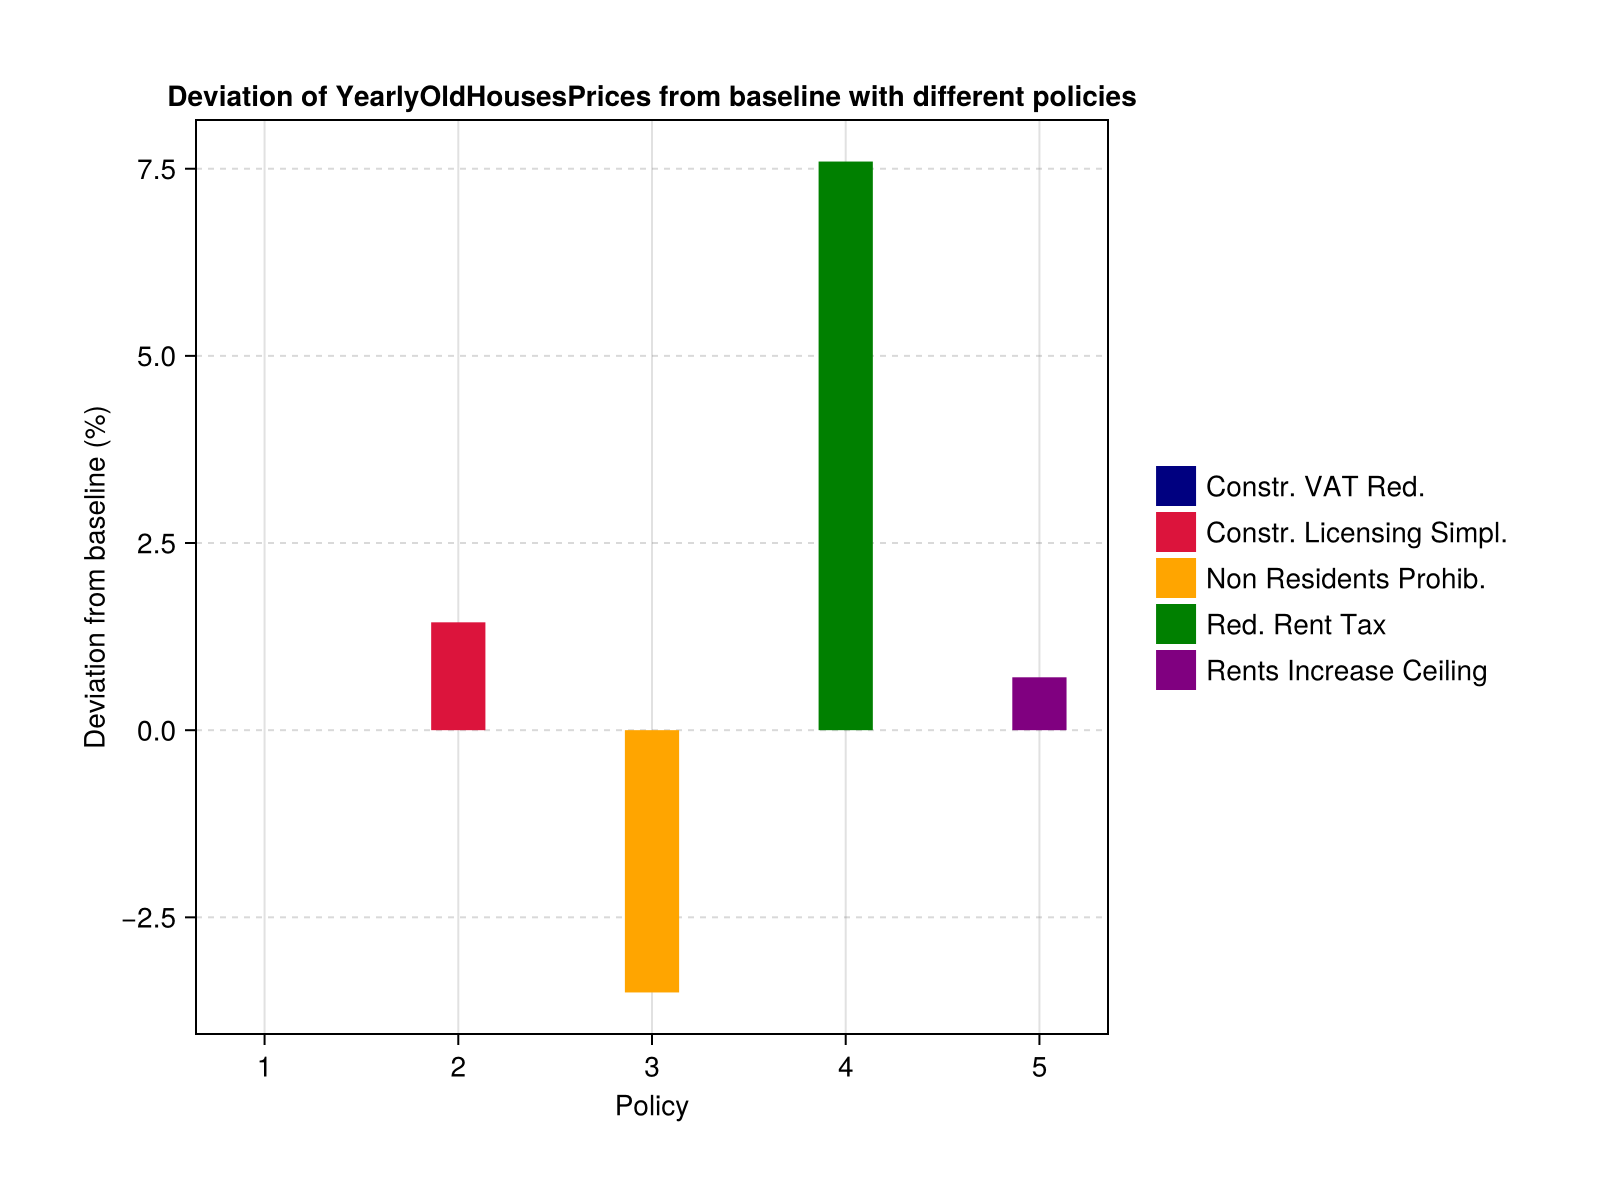 Deviation of YearlyOldHousesPrices from baseline with different policies
Deviation from baseline (%)
7.5
5.0
2.5
0.0
−2.5
1 2 3 4 5
Policy
Constr. VAT Red.
Constr. Licensing Simpl.
Non Residents Prohib.
Red. Rent Tax
Rents Increase Ceiling